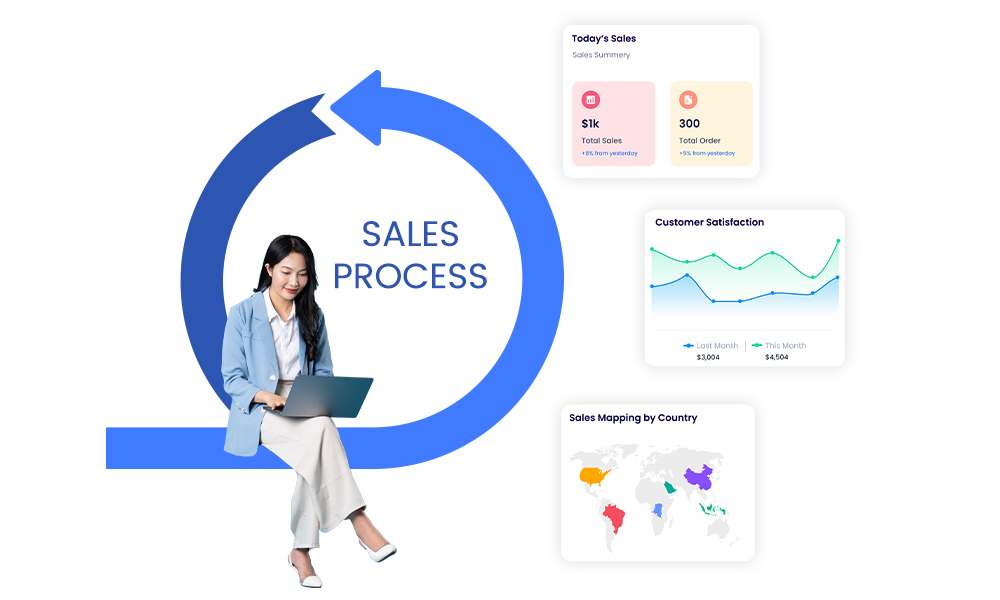 SALES
PROCESS
Today's Sales
Sales Summery
$1k
Total Sales
+8% from yesterday
300
Total Order
+5% from yesterday
Customer Satisfaction
Last Month
$3,004
This Month
$4,504
Sales Mapping by Country